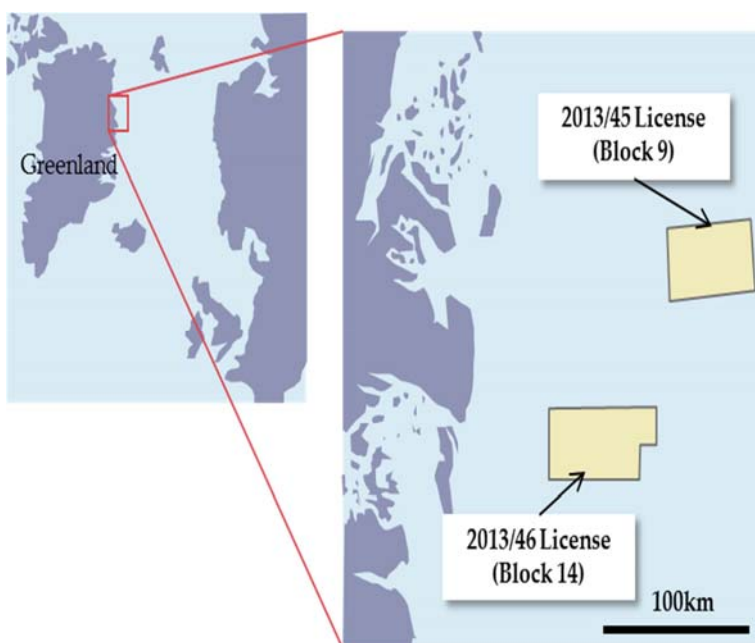 Greenland
2013/45 License
(Block 9)
2013/46 License
(Block 14)
100km